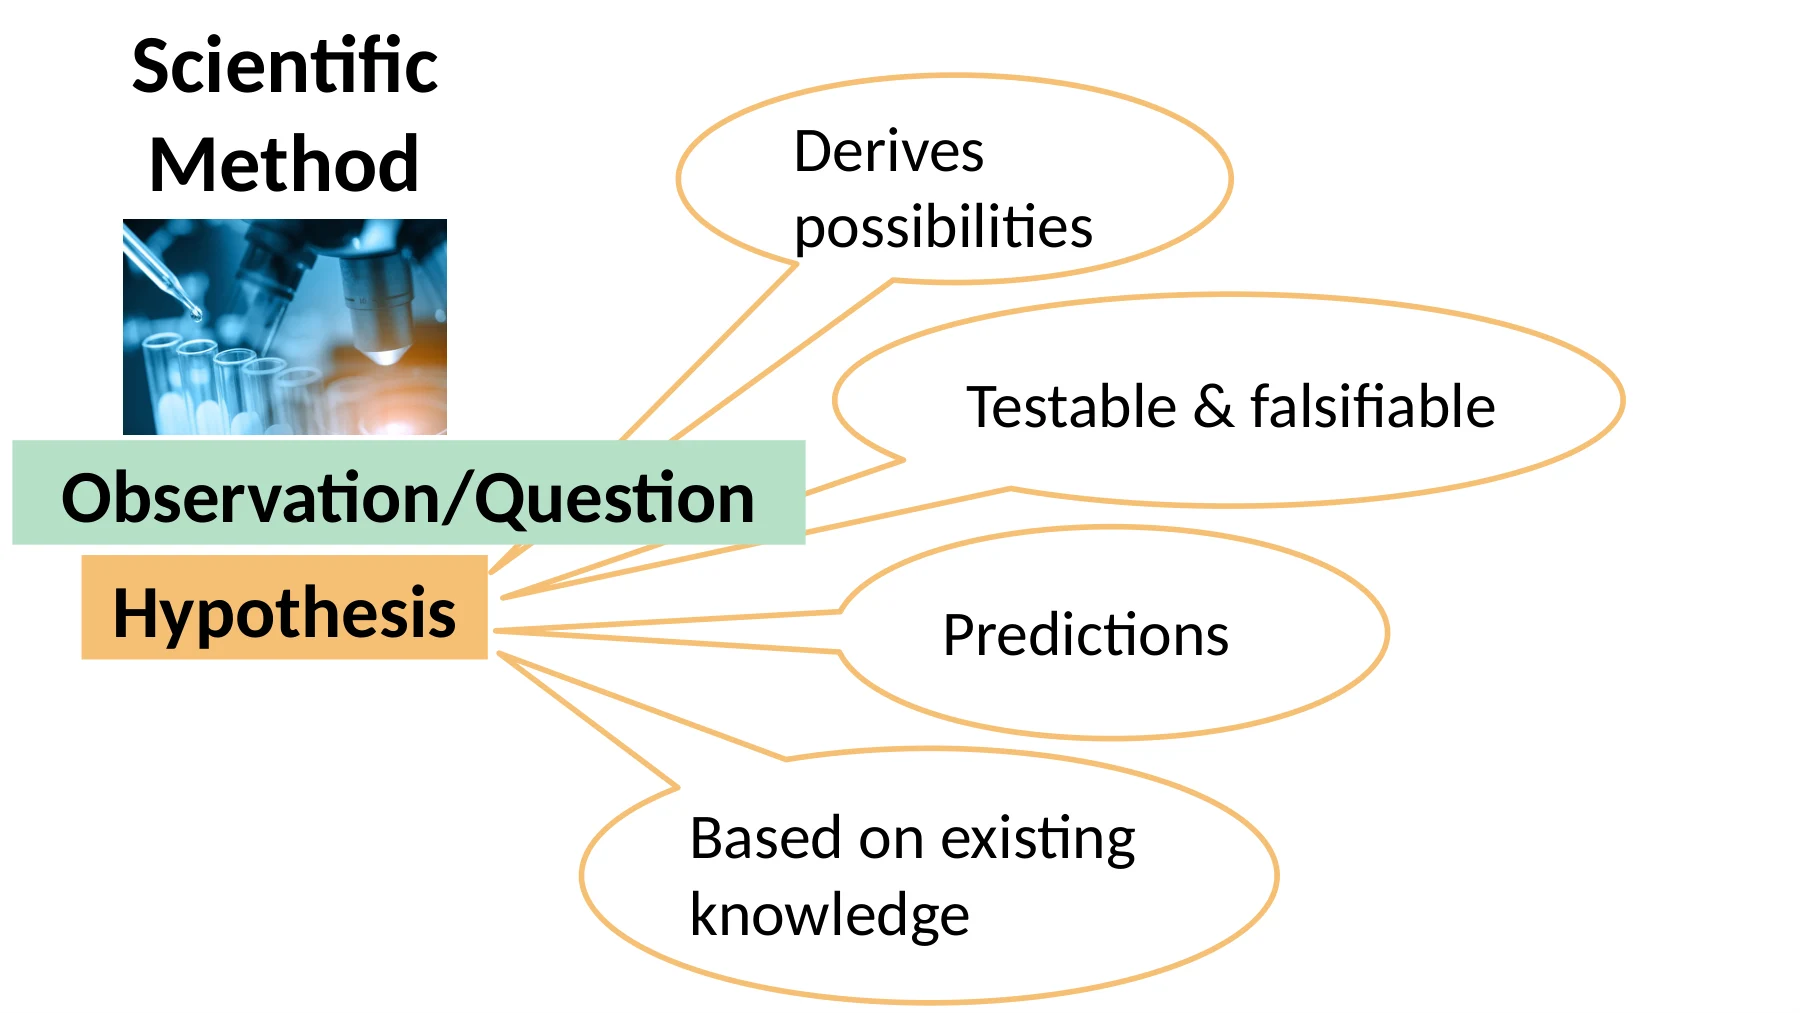 Scientific
Method
Observation/Question
Hypothesis
Derives
possibilities
Testable & falsifiable
Predictions
Based on existing
knowledge